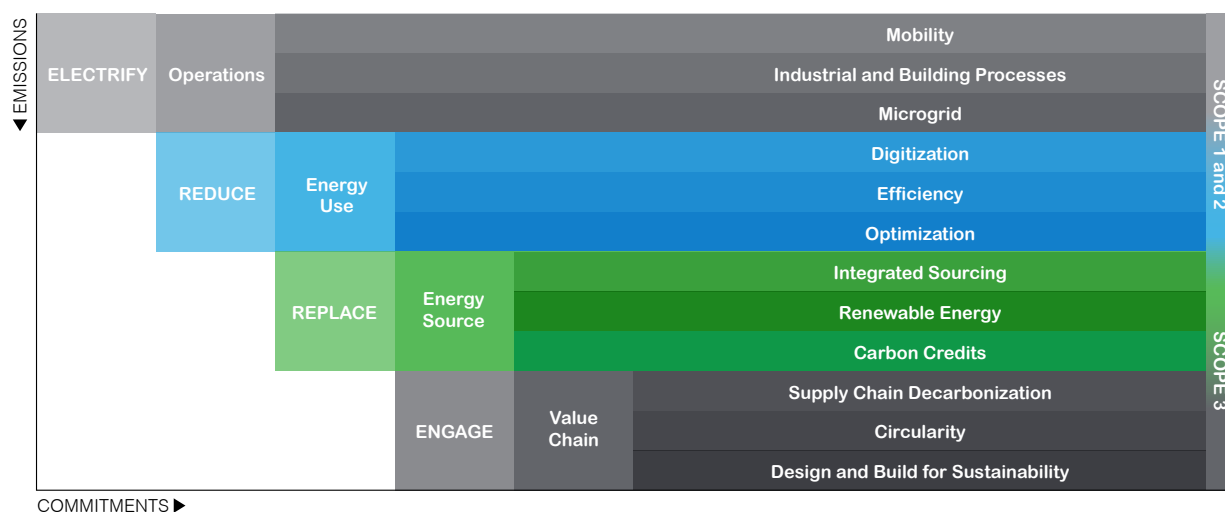 ◀ EMISSIONS
ELECTRIFY
Operations
Mobility
Industrial and Building Processes
Microgrid
REDUCE
Energy
Use
Digitization
Efficiency
Optimization
REPLACE
Energy
Source
Integrated Sourcing
Renewable Energy
Carbon Credits
ENGAGE
Value
Chain
Supply Chain Decarbonization
Circularity
Design and Build for Sustainability
SCOPE 1 and 2
SCOPE 3
COMMITMENTS ▶